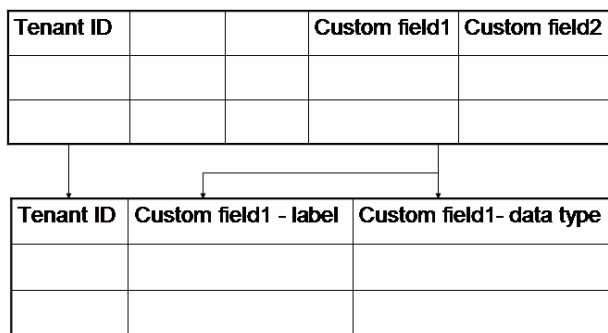 Tenant ID Custom field1 Custom field2
Tenant ID Custom field1 - label Custom field1- data type